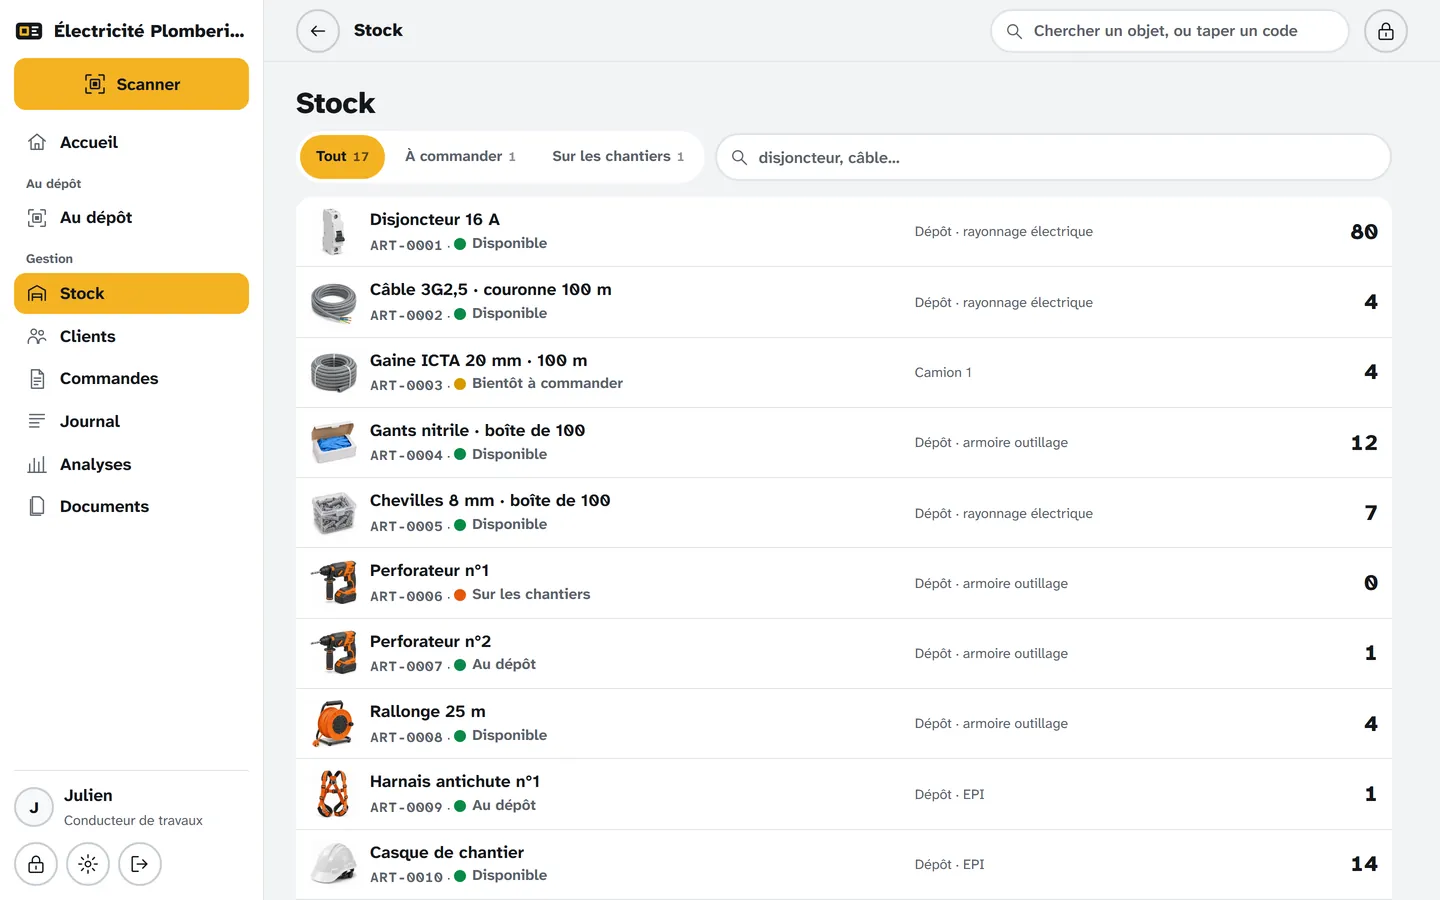 Électricité Plomberi...
Scanner
Accueil
Au dépôt
Au dépôt
Gestion
Stock
Clients
Commandes
Journal
Analyses
Documents
J
Julien
Conducteur de travaux
Stock
Chercher un objet, ou taper un code
Stock
Tout 17
À commander 1
Sur les chantiers 1
disjoncteur, câble...
Disjoncteur 16 A
ART-0001 · Disponible
Dépôt · rayonnage électrique
80
Câble 3G2,5 · couronne 100 m
ART-0002 · Disponible
Dépôt · rayonnage électrique
4
Gaine ICTA 20 mm · 100 m
ART-0003 · Bientôt à commander
Camion 1
4
Gants nitrile · boîte de 100
ART-0004 · Disponible
Dépôt · armoire outillage
12
Chevilles 8 mm · boîte de 100
ART-0005 · Disponible
Dépôt · rayonnage électrique
7
Perforateur n°1
ART-0006 · Sur les chantiers
Dépôt · armoire outillage
0
Perforateur n°2
ART-0007 · Au dépôt
Dépôt · armoire outillage
1
Rallonge 25 m
ART-0008 · Disponible
Dépôt · armoire outillage
4
Harnais antichute n°1
ART-0009 · Au dépôt
Dépôt · EPI
1
Casque de chantier
ART-0010 · Disponible
Dépôt · EPI
14